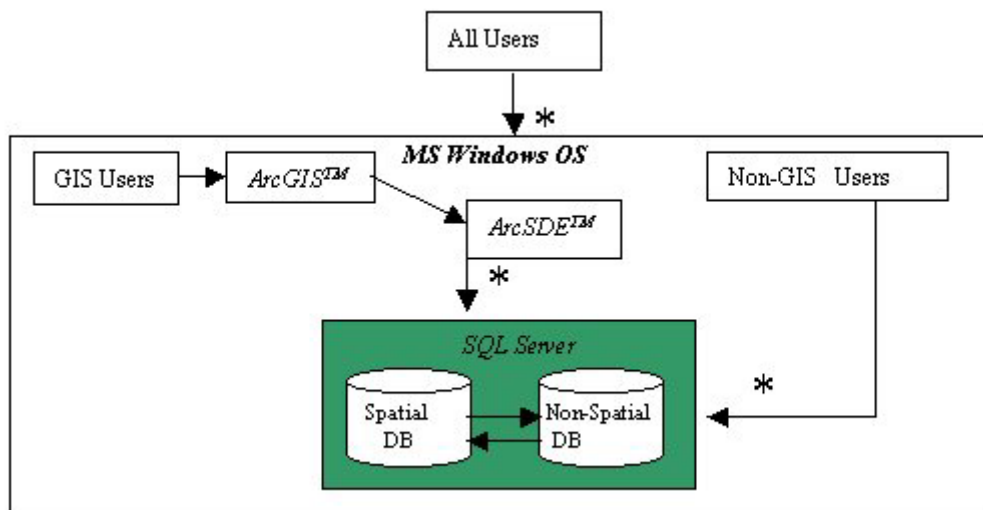 All Users
*
MS Windows OS
GIS Users
ArcGIS™
Non-GIS Users
ArcSDE™
*
SQL Server
*
Spatial
DB
Non-Spatial
DB